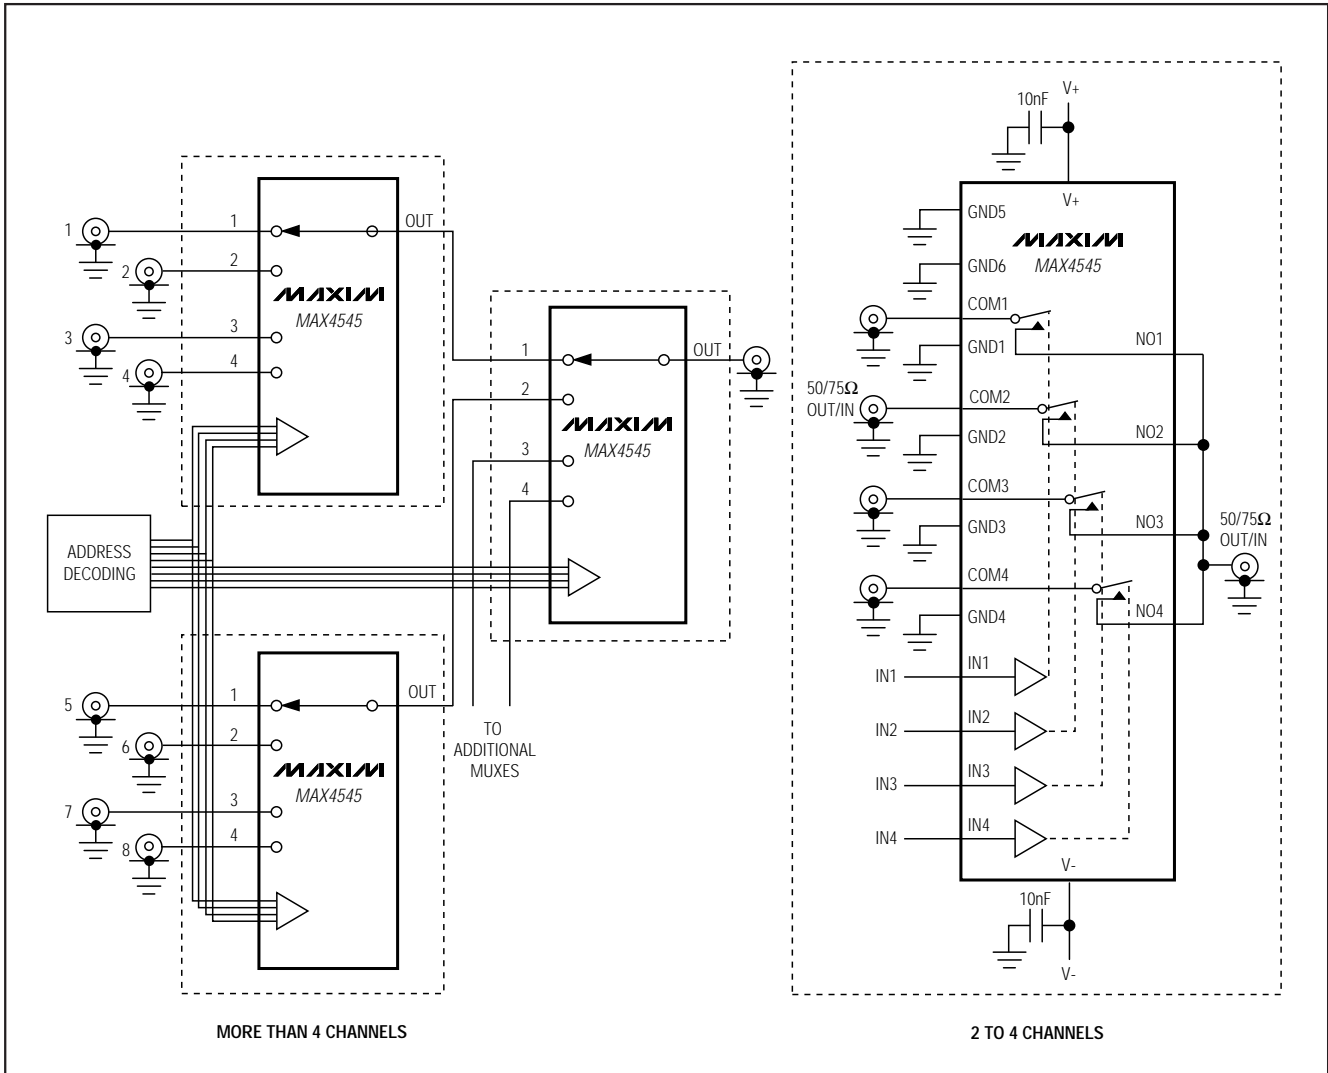 1
1
OUT
2
2
MAXIM
MAX4545
3
3
4
4
ADDRESS
DECODING
1
OUT
2
MAXIM
MAX4545
3
4
5
1
OUT
6
2
MAXIM
MAX4545
7
3
8
4
TO
ADDITIONAL
MUXES
MORE THAN 4 CHANNELS
10nF
V+
V+
GND5
MAXIM
MAX4545
GND6
COM1
GND1
NO1
50/75Ω
OUT/IN
COM2
GND2
NO2
COM3
GND3
NO3
50/75Ω
OUT/IN
COM4
GND4
NO4
IN1
IN1
IN2
IN2
IN3
IN3
IN4
IN4
V-
10nF
V-
2 TO 4 CHANNELS